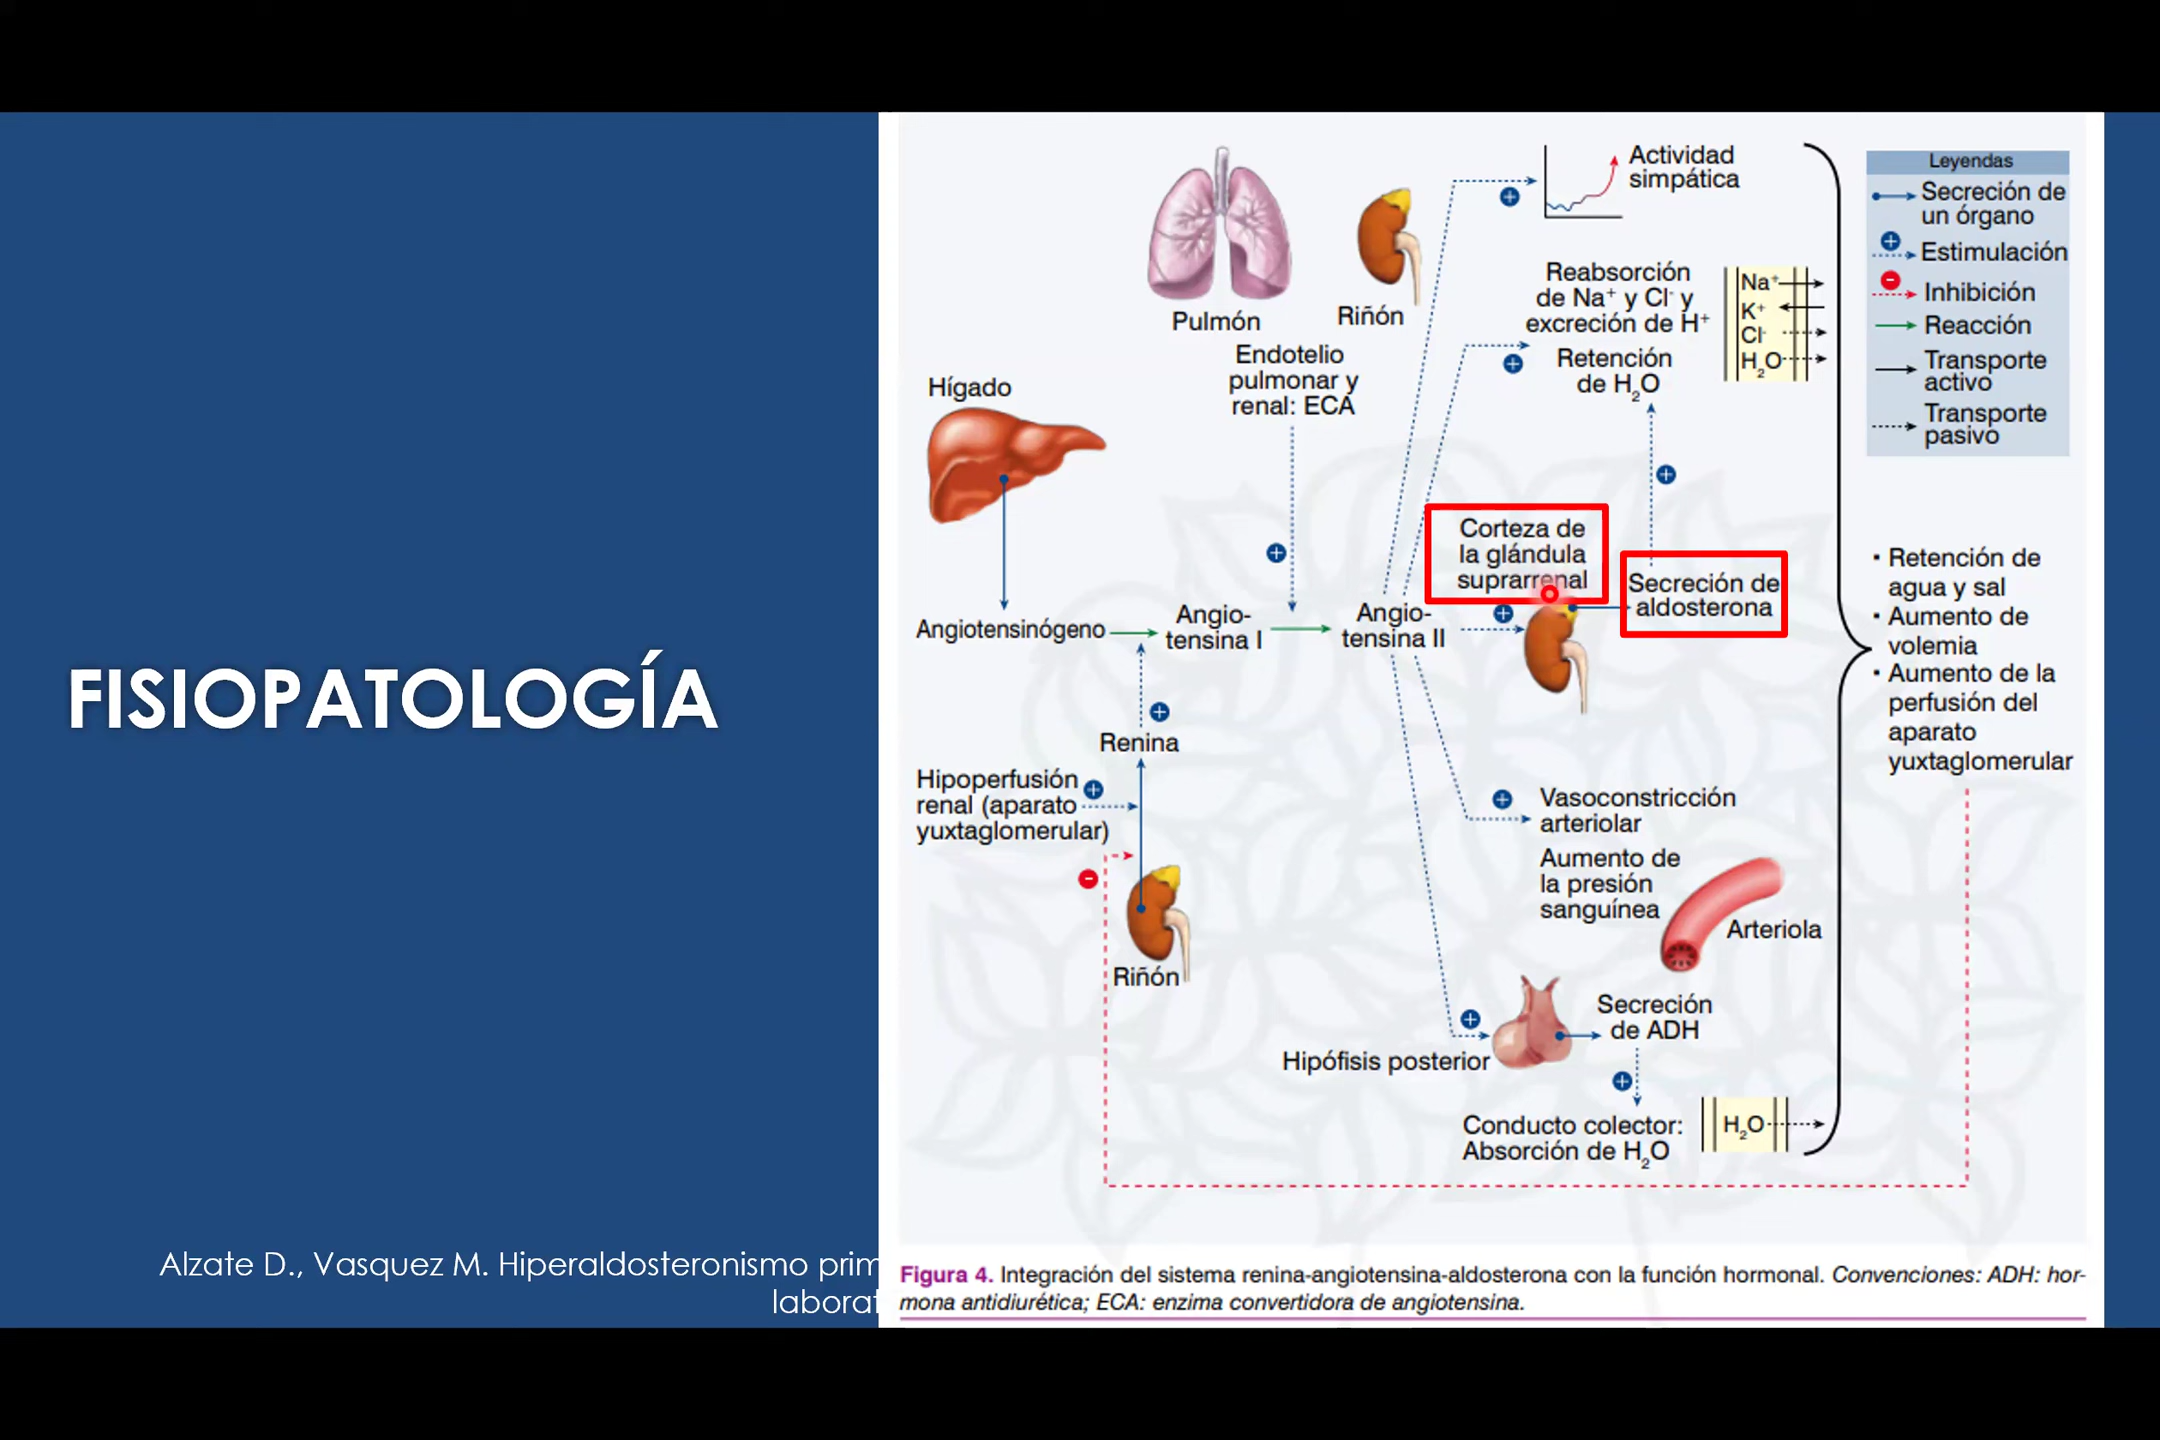 FISIOPATOLOGÍA
Alzate D., Vasquez M. Hiperaldosteronismo prim
laborat
Hígado
Pulmón
Riñón
Endotelio
pulmonar y
renal: ECA
Angiotensinógeno
Angio-
tensina I
Angio-
tensina II
Renina
Hipoperfusión
renal (aparato
yuxtaglomerular)
Riñón
Actividad
simpática
Reabsorción
de Na⁺ y Cl⁻ y
excreción de H⁺
Retención
de H₂O
Na⁺
K⁺
Cl⁻
H₂O
Corteza de
la glándula
suprarrenal
Secreción de
aldosterona
Vasoconstricción
arteriolar
Aumento de
la presión
sanguínea
Arteriola
Hipófisis posterior
Secreción
de ADH
Conducto colector:
Absorción de H₂O
H₂O
Leyendas
Secreción de
un órgano
Estimulación
Inhibición
Reacción
Transporte
activo
Transporte
pasivo
▪ Retención de
agua y sal
▪ Aumento de
volemia
▪ Aumento de la
perfusión del
aparato
yuxtaglomerular
Figura 4. Integración del sistema renina-angiotensina-aldosterona con la función hormonal. Convenciones: ADH: hor-
mona antidiurética; ECA: enzima convertidora de angiotensina.